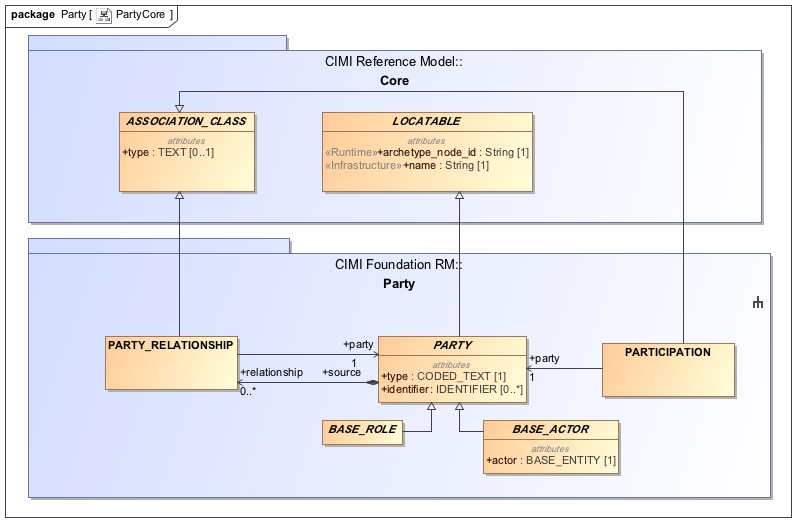 package Party [ PartyCore ]
CIMI Reference Model::
Core
ASSOCIATION_CLASS
attributes
+type : TEXT [0..1]
LOCATABLE
attributes
«Runtime»+archetype_node_id : String [1]
«Infrastructure»+name : String [1]
CIMI Foundation RM::
Party
PARTY_RELATIONSHIP
+party
1
+relationship
0..*
+source
PARTY
attributes
+type : CODED_TEXT [1]
+identifier : IDENTIFIER [0..*]
+party
1
PARTICIPATION
BASE_ROLE
BASE_ACTOR
attributes
+actor : BASE_ENTITY [1]